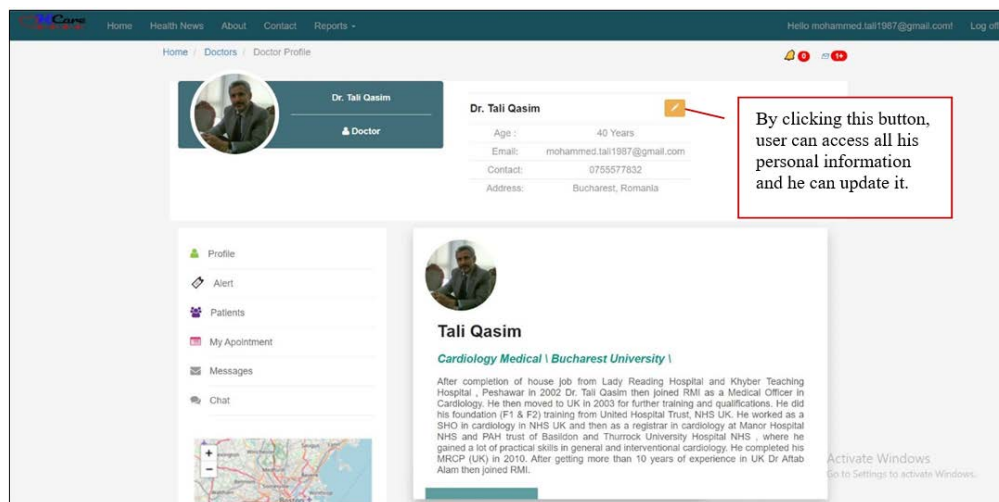 NCare
Home Health News About Contact Reports
Hello mohammed.tali1987@gmail.com! Log off
Home / Doctors / Doctor Profile
0 1+
Dr. Tali Qasim
Doctor
Dr. Tali Qasim
Age : 40 Years
Email: mohammed.tali1987@gmail.com
Contact: 0755577832
Address: Bucharest, Romania
By clicking this button,
user can access all his
personal information
and he can update it.
Profile
Alert
Patients
My Apointment
Messages
Chat
+
−
Tali Qasim
Cardiology Medical \ Bucharest University \
After completion of house job from Lady Reading Hospital and Khyber Teaching
Hospital , Peshawar in 2002 Dr. Tali Qasim then joined RMI as a Medical Officer in
Cardiology. He then moved to UK in 2003 for further training and qualifications. He did
his foundation (F1 & F2) training from United Hospital Trust, NHS UK. He worked as a
SHO in cardiology in NHS UK and then as a registrar in cardiology at Manor Hospital
NHS and PAH trust of Basildon and Thurrock University Hospital NHS , where he
gained a lot of practical skills in general and interventional cardiology. He completed his
MRCP (UK) in 2010. After getting more than 10 years of experience in UK Dr Aftab
Alam then joined RMI.
Activate Windows
Go to Settings to activate Windows.